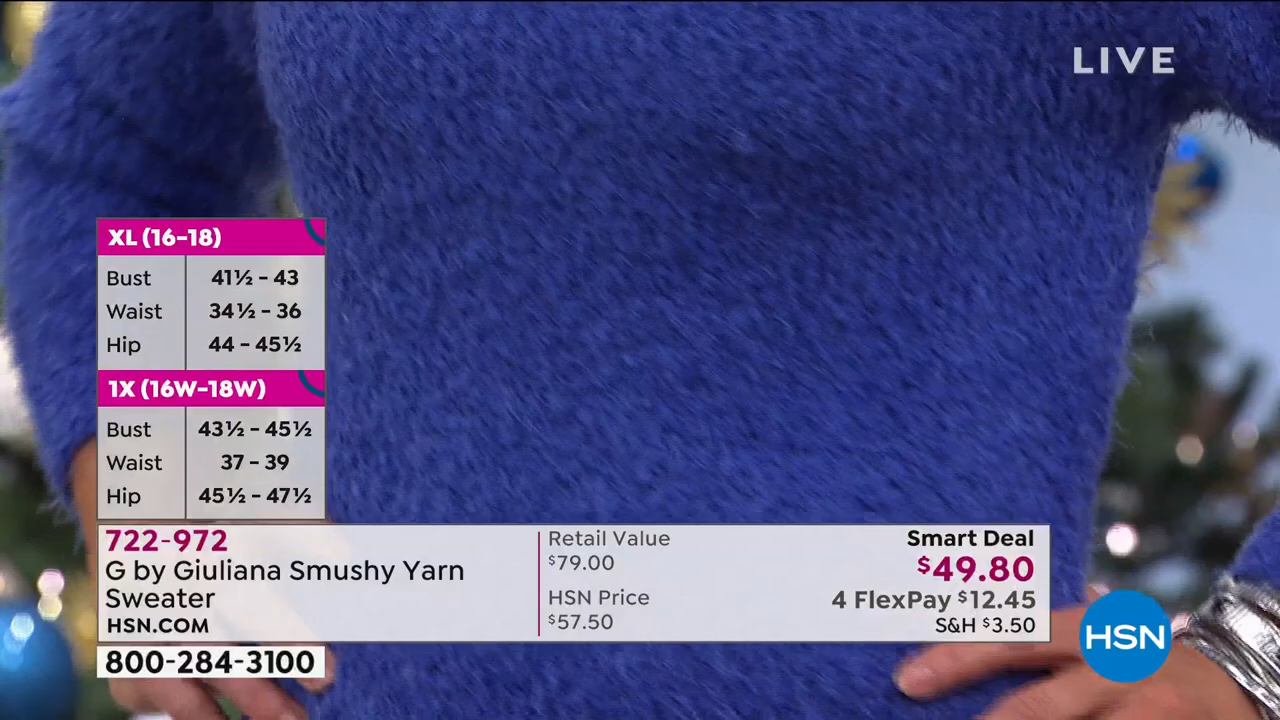 LIVE
XL (16–18)
Bust 41½ – 43
Waist 34½ – 36
Hip 44 – 45½
1X (16W–18W)
Bust 43½ – 45½
Waist 37 – 39
Hip 45½ – 47½
722-972
G by Giuliana Smushy Yarn
Sweater
HSN.COM
Retail Value
$79.00
HSN Price
$57.50
Smart Deal
$49.80
4 FlexPay $12.45
S&H $3.50
800-284-3100
HSN